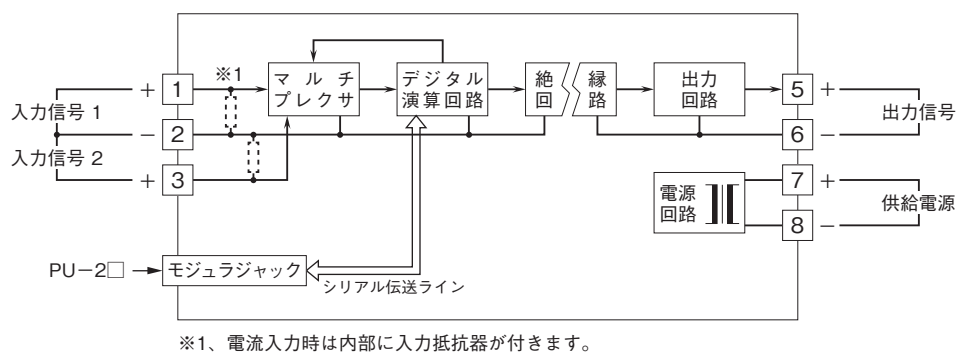 ※1
マルチ
プレクサ
デジタル
演算回路
絶縁
回路
出力
回路
入力信号 1
入力信号 2
+ 1
− 2
+ 3
5 +
6 −
出力信号
電源
回路
7 +
8 −
供給電源
PU−2□
モジュラジャック
シリアル伝送ライン
※1、電流入力時は内部に入力抵抗器が付きます。